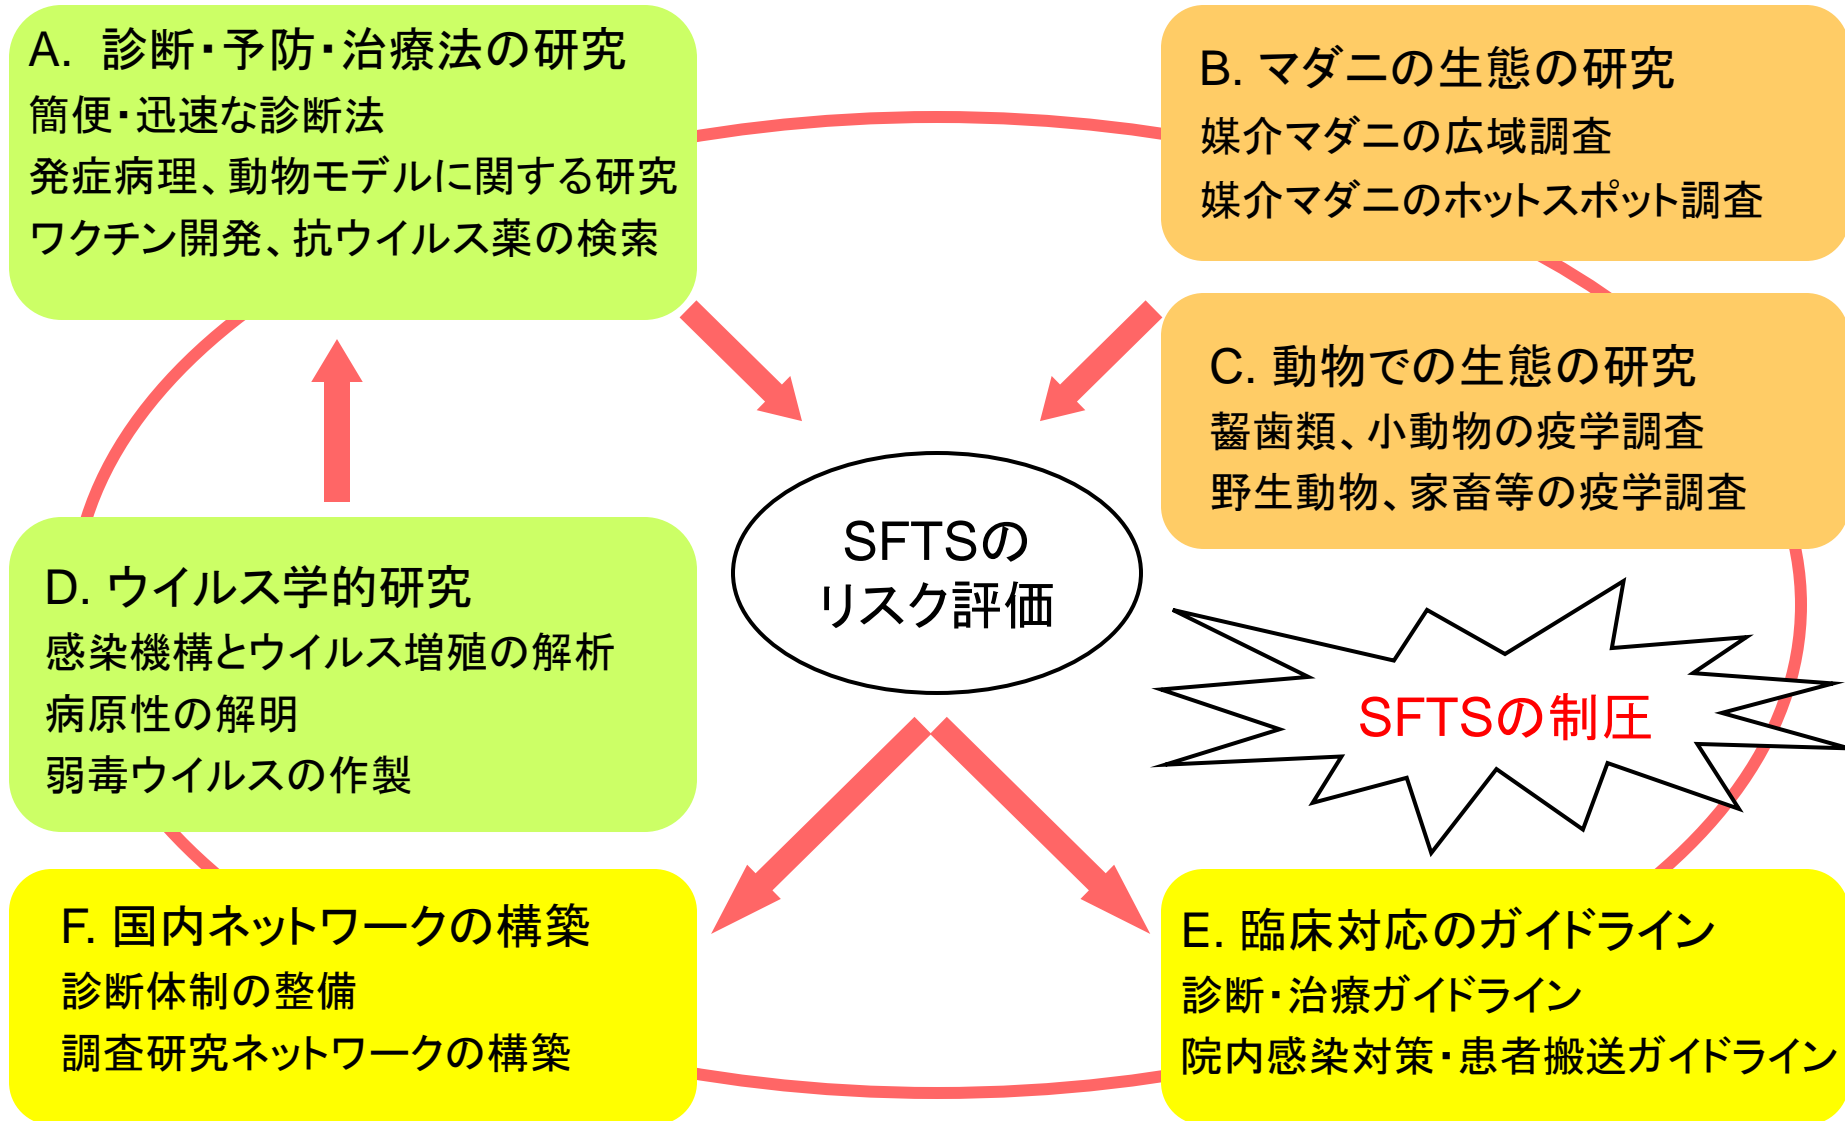 A. 診断・予防・治療法の研究
簡便・迅速な診断法
発症病理、動物モデルに関する研究
ワクチン開発、抗ウイルス薬の検索
B. マダニの生態の研究
媒介マダニの広域調査
媒介マダニのホットスポット調査
C. 動物での生態の研究
齧歯類、小動物の疫学調査
野生動物、家畜等の疫学調査
SFTSの
リスク評価
D. ウイルス学的研究
感染機構とウイルス増殖の解析
病原性の解明
弱毒ウイルスの作製
SFTSの制圧
F. 国内ネットワークの構築
診断体制の整備
調査研究ネットワークの構築
E. 臨床対応のガイドライン
診断・治療ガイドライン
院内感染対策・患者搬送ガイドライン